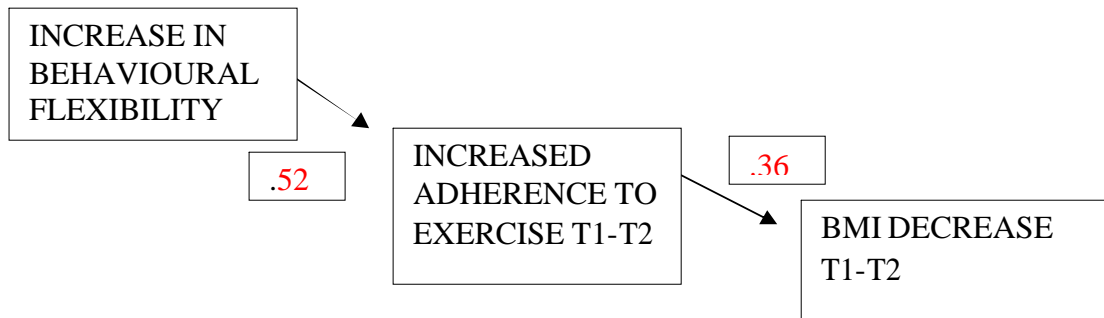 INCREASE IN
BEHAVIOURAL
FLEXIBILITY
.52
INCREASED
ADHERENCE TO
EXERCISE T1-T2
.36
BMI DECREASE
T1-T2